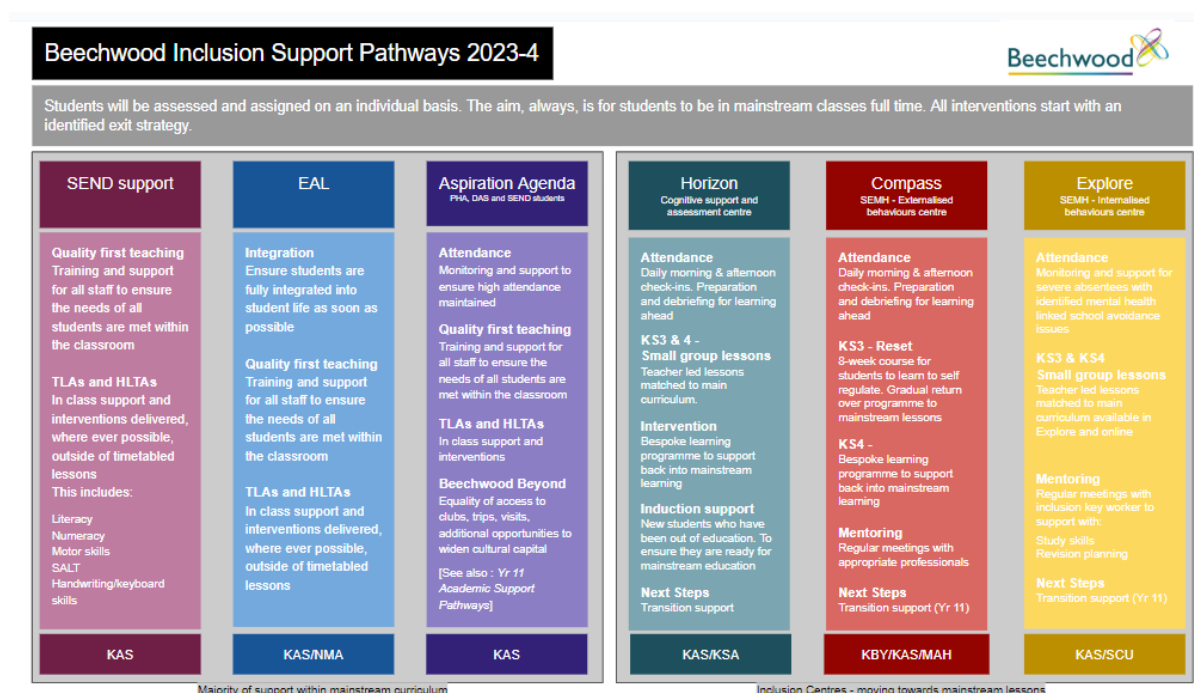 Beechwood Inclusion Support Pathways 2023-4
Beechwood
Students will be assessed and assigned on an individual basis. The aim, always, is for students to be in mainstream classes full time. All interventions start with an
identified exit strategy.
SEND support
Quality first teaching
Training and support
for all staff to ensure
the needs of all
students are met within
the classroom
TLAs and HLTAs
In class support and
interventions delivered,
where ever possible,
outside of timetabled
lessons
This includes:
Literacy
Numeracy
Motor skills
SALT
Handwriting/keyboard
skills
KAS
EAL
Integration
Ensure students are
fully integrated into
student life as soon as
possible
Quality first teaching
Training and support
for all staff to ensure
the needs of all
students are met within
the classroom
TLAs and HLTAs
In class support and
interventions delivered,
where ever possible,
outside of timetabled
lessons
KAS/NMA
Aspiration Agenda
PHA, DAS and SEND students
Attendance
Monitoring and support to
ensure high attendance
maintained
Quality first teaching
Training and support for
all staff to ensure the
needs of all students are
met within the classroom
TLAs and HLTAs
In class support and
interventions
Beechwood Beyond
Equality of access to
clubs, trips, visits,
additional opportunities to
widen cultural capital
[See also : Yr 11
Academic Support
Pathways]
KAS
Majority of support within mainstream curriculum
Horizon
Cognitive support and
assessment centre
Attendance
Daily morning & afternoon
check-ins. Preparation
and debriefing for learning
ahead
KS3 & 4 -
Small group lessons
Teacher led lessons
matched to main
curriculum.
Intervention
Bespoke learning
programme to support
back into mainstream
learning
Induction support
New students who have
been out of education. To
ensure they are ready for
mainstream education
Next Steps
Transition support
KAS/KSA
Compass
SEMH - Externalised
behaviours centre
Attendance
Daily morning & afternoon
check-ins. Preparation
and debriefing for learning
ahead
KS3 - Reset
8-week course for
students to learn to self
regulate. Gradual return
over programme to
mainstream lessons
KS4 -
Bespoke learning
programme to support
back into mainstream
learning
Mentoring
Regular meetings with
appropriate professionals
Next Steps
Transition support (Yr 11)
KBY/KAS/MAH
Explore
SEMH - Internalised
behaviours centre
Attendance
Monitoring and support for
severe absentees with
identified mental health
linked school avoidance
issues
KS3 & KS4
Small group lessons
Teacher led lessons
matched to main
curriculum available in
Explore and online
Mentoring
Regular meetings with
inclusion key worker to
support with:
Study skills
Revision planning
Next Steps
Transition support (Yr 11)
KAS/SCU
Inclusion Centres - moving towards mainstream lessons